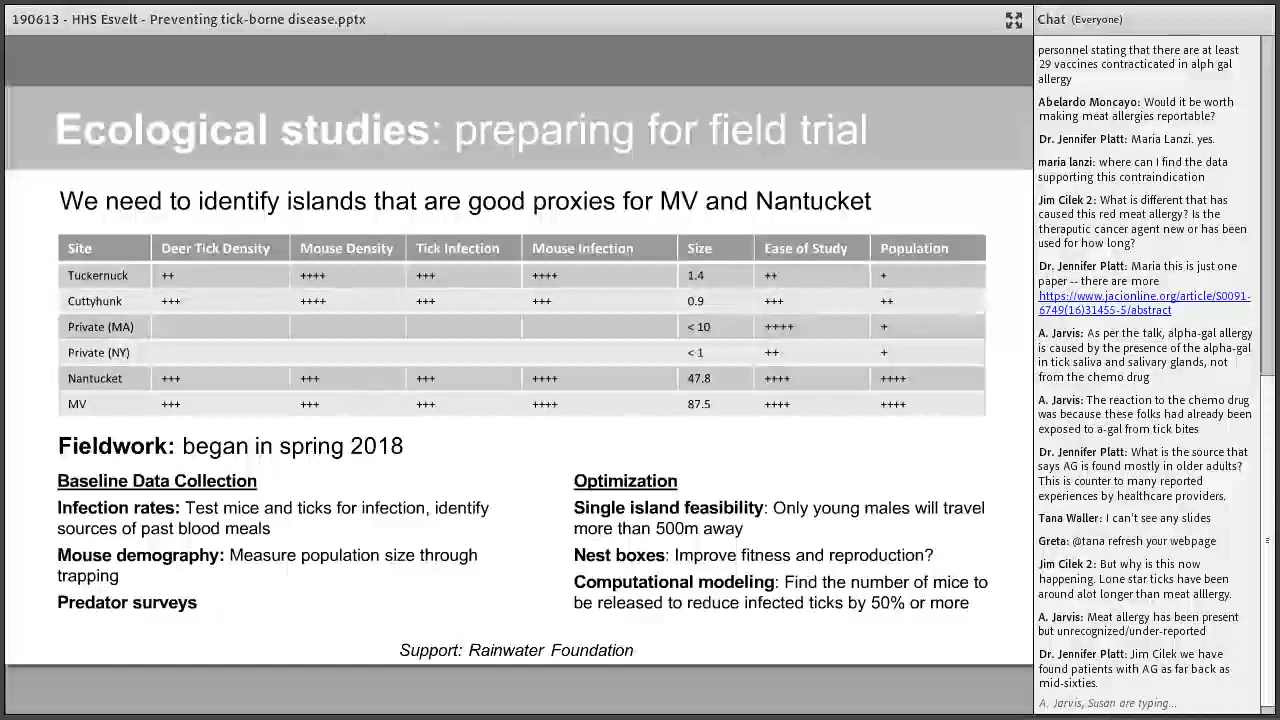 190613 - HHS Esvelt - Preventing tick-borne disease.pptx
Ecological studies: preparing for field trial
We need to identify islands that are good proxies for MV and Nantucket
Site Deer Tick Density Mouse Density Tick Infection Mouse Infection Size Ease of Study Population
Tuckernuck ++ ++++ +++ ++++ 1.4 ++ +
Cuttyhunk +++ ++++ +++ +++ 0.9 +++ ++
Private (MA) < 10 ++++ +
Private (NY) < 1 ++ +
Nantucket +++ +++ +++ ++++ 47.8 ++++ ++++
MV +++ +++ +++ ++++ 87.5 ++++ ++++
Fieldwork: began in spring 2018
Baseline Data Collection
Infection rates: Test mice and ticks for infection, identify
sources of past blood meals
Mouse demography: Measure population size through
trapping
Predator surveys
Optimization
Single island feasibility: Only young males will travel
more than 500m away
Nest boxes: Improve fitness and reproduction?
Computational modeling: Find the number of mice to
be released to reduce infected ticks by 50% or more
Support: Rainwater Foundation
Chat (Everyone)
personnel stating that there are at least
29 vaccines contracticated in alph gal
allergy
Abelardo Moncayo: Would it be worth
making meat allergies reportable?
Dr. Jennifer Platt: Maria Lanzi. yes.
maria lanzi: where can I find the data
supporting this contraindication
Jim Cilek 2: What is different that has
caused this red meat allergy? Is the
theraputic cancer agent new or has been
used for how long?
Dr. Jennifer Platt: Maria this is just one
paper -- there are more
https://www.jacionline.org/article/S0091-
6749(16)31455-5/abstract
A. Jarvis: As per the talk, alpha-gal allergy
is caused by the presence of the alpha-gal
in tick saliva and salivary glands, not
from the chemo drug
A. Jarvis: The reaction to the chemo drug
was because these folks had already been
exposed to a-gal from tick bites
Dr. Jennifer Platt: What is the source that
says AG is found mostly in older adults?
This is counter to many reported
experiences by healthcare providers.
Tana Waller: I can't see any slides
Greta: @tana refresh your webpage
Jim Cilek 2: But why is this now
happening. Lone star ticks have been
around alot longer than meat alllergy.
A. Jarvis: Meat allergy has been present
but unrecognized/under-reported
Dr. Jennifer Platt: Jim Cilek we have
found patients with AG as far back as
mid-sixties.
A. Jarvis, Susan are typing...